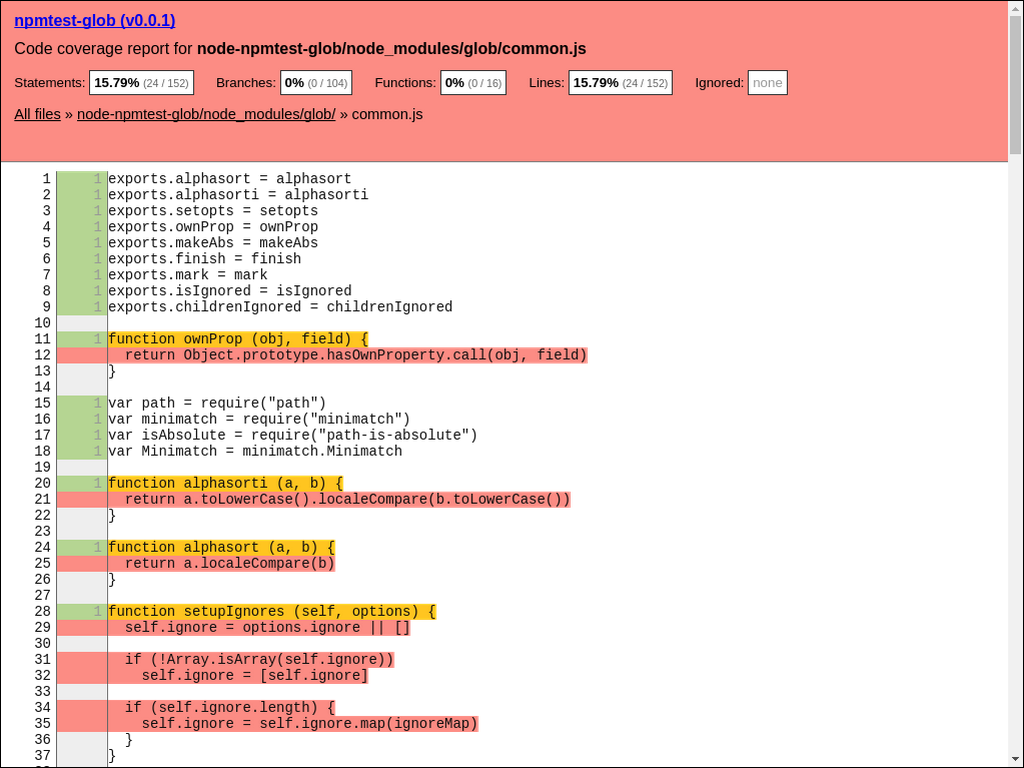 npmtest-glob (v0.0.1)
Code coverage report for node-npmtest-glob/node_modules/glob/common.js
Statements: 15.79% (24 / 152) Branches: 0% (0 / 104) Functions: 0% (0 / 16) Lines: 15.79% (24 / 152) Ignored: none
All files » node-npmtest-glob/node_modules/glob/ » common.js
1 1 exports.alphasort = alphasort
2 1 exports.alphasorti = alphasorti
3 1 exports.setopts = setopts
4 1 exports.ownProp = ownProp
5 1 exports.makeAbs = makeAbs
6 1 exports.finish = finish
7 1 exports.mark = mark
8 1 exports.isIgnored = isIgnored
9 1 exports.childrenIgnored = childrenIgnored
10
11 1 function ownProp (obj, field) {
12   return Object.prototype.hasOwnProperty.call(obj, field)
13 }
14
15 1 var path = require("path")
16 1 var minimatch = require("minimatch")
17 1 var isAbsolute = require("path-is-absolute")
18 1 var Minimatch = minimatch.Minimatch
19
20 1 function alphasorti (a, b) {
21   return a.toLowerCase().localeCompare(b.toLowerCase())
22 }
23
24 1 function alphasort (a, b) {
25   return a.localeCompare(b)
26 }
27
28 1 function setupIgnores (self, options) {
29   self.ignore = options.ignore || []
30
31   if (!Array.isArray(self.ignore))
32     self.ignore = [self.ignore]
33
34   if (self.ignore.length) {
35     self.ignore = self.ignore.map(ignoreMap)
36   }
37 }